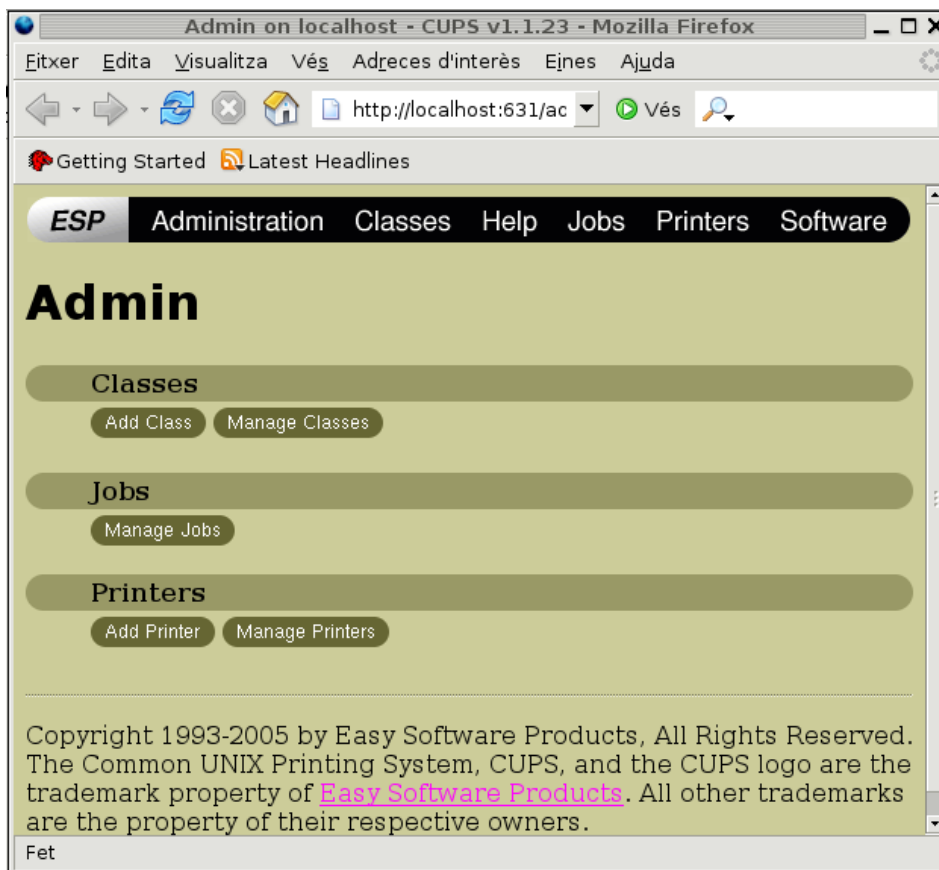 Admin on localhost - CUPS v1.1.23 - Mozilla Firefox
Fitxer Edita Visualitza Vés Adreces d'interès Eines Ajuda
http://localhost:631/ac Vés
Getting Started Latest Headlines
ESP Administration Classes Help Jobs Printers Software
Admin
Classes
Add Class Manage Classes
Jobs
Manage Jobs
Printers
Add Printer Manage Printers
Copyright 1993-2005 by Easy Software Products, All Rights Reserved.
The Common UNIX Printing System, CUPS, and the CUPS logo are the
trademark property of Easy Software Products. All other trademarks
are the property of their respective owners.
Fet